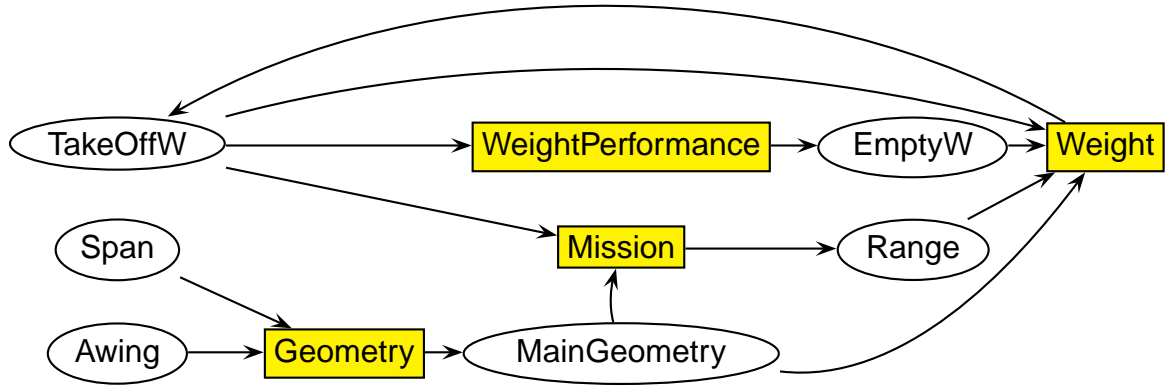 TakeOffW
WeightPerformance
EmptyW
Weight
Span
Mission
Range
Awing
Geometry
MainGeometry